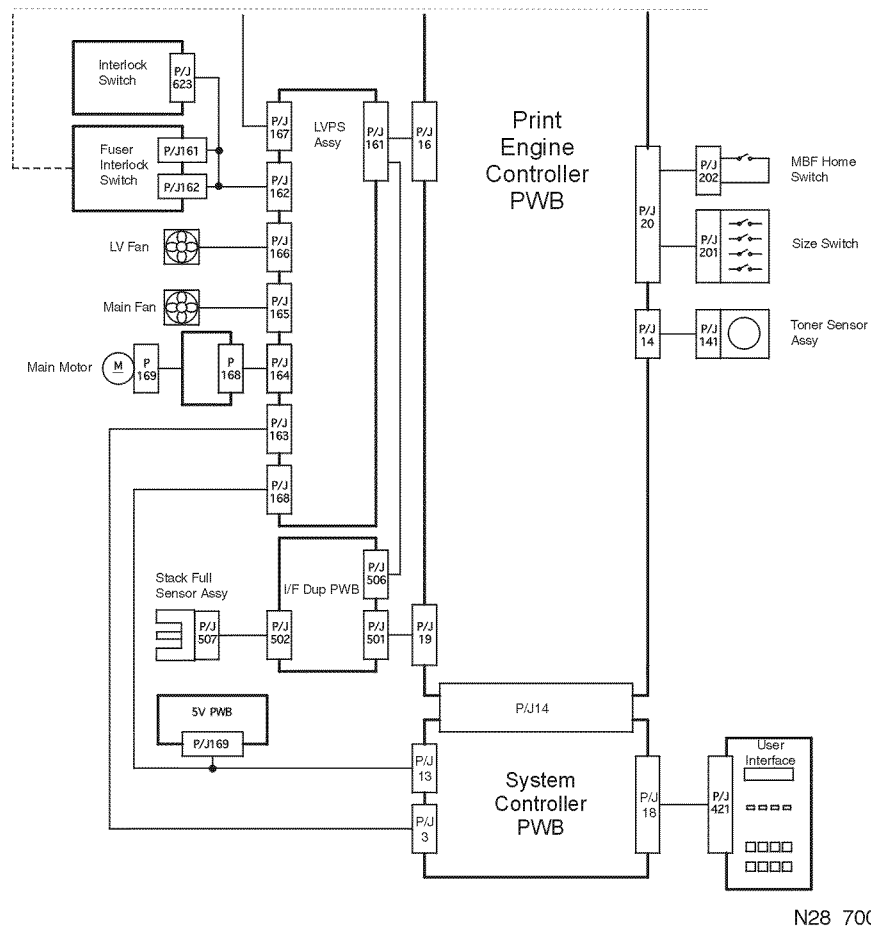 Interlock
Switch
P/J
623
Fuser
Interlock
Switch
P/J161
P/J162
P/J
167
LVPS
Assy
P/J
161
P/J
16
P/J
162
LV Fan
P/J
166
Main Fan
P/J
165
Main Motor
M
P
169
P
168
P/J
164
P/J
163
P/J
168
Print
Engine
Controller
PWB
P/J
20
P/J
202
MBF Home
Switch
P/J
201
Size Switch
P/J
14
P/J
141
Toner Sensor
Assy
Stack Full
Sensor Assy
P/J
507
P/J
502
I/F Dup PWB
P/J
506
P/J
501
P/J
19
P/J14
5V PWB
P/J169
P/J
13
P/J
3
System
Controller
PWB
P/J
18
P/J
421
User
Interface
N28 700